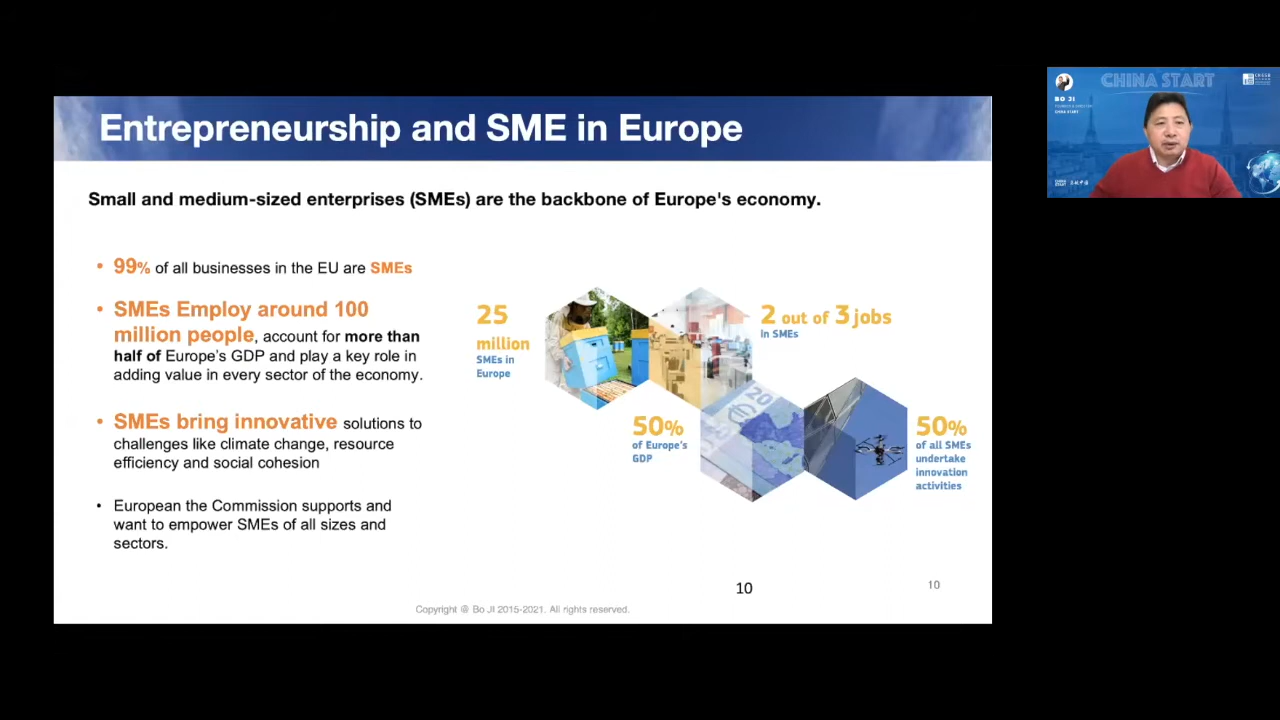 Entrepreneurship and SME in Europe
Small and medium-sized enterprises (SMEs) are the backbone of Europe's economy.
• 99% of all businesses in the EU are SMEs
• SMEs Employ around 100
million people, account for more than
half of Europe's GDP and play a key role in
adding value in every sector of the economy.
• SMEs bring innovative solutions to
challenges like climate change, resource
efficiency and social cohesion
• European the Commission supports and
want to empower SMEs of all sizes and
sectors.
25
million
SMEs in
Europe
2 out of 3 jobs
in SMEs
50%
of Europe's
GDP
20
50%
of all SMEs
undertake
innovation
activities
10
10
Copyright @ Bo JI 2015-2021. All rights reserved.
CHINA START
BO JI
CHINA START